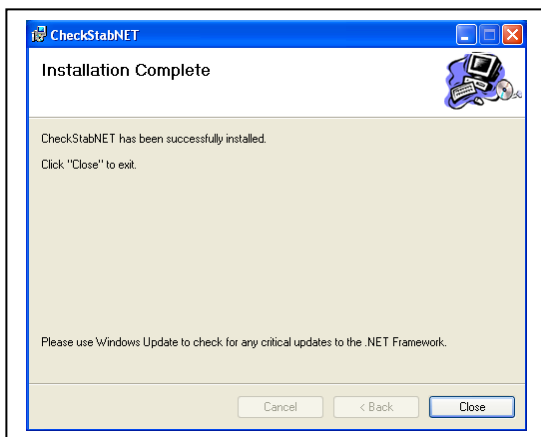 CheckStabNET
Installation Complete
CheckStabNET has been successfully installed.
Click "Close" to exit.
Please use Windows Update to check for any critical updates to the .NET Framework.
Cancel
< Back
Close